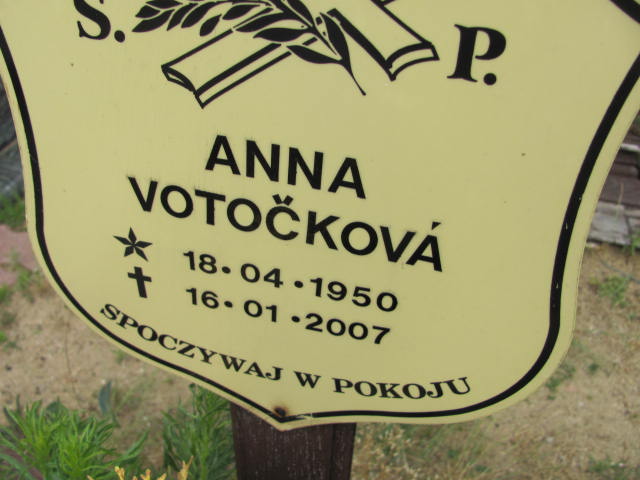 S. P.
ANNA
VOTOČKOVÁ
18·04·1950
16·01·2007
SPOCZYWAJ W POKOJU